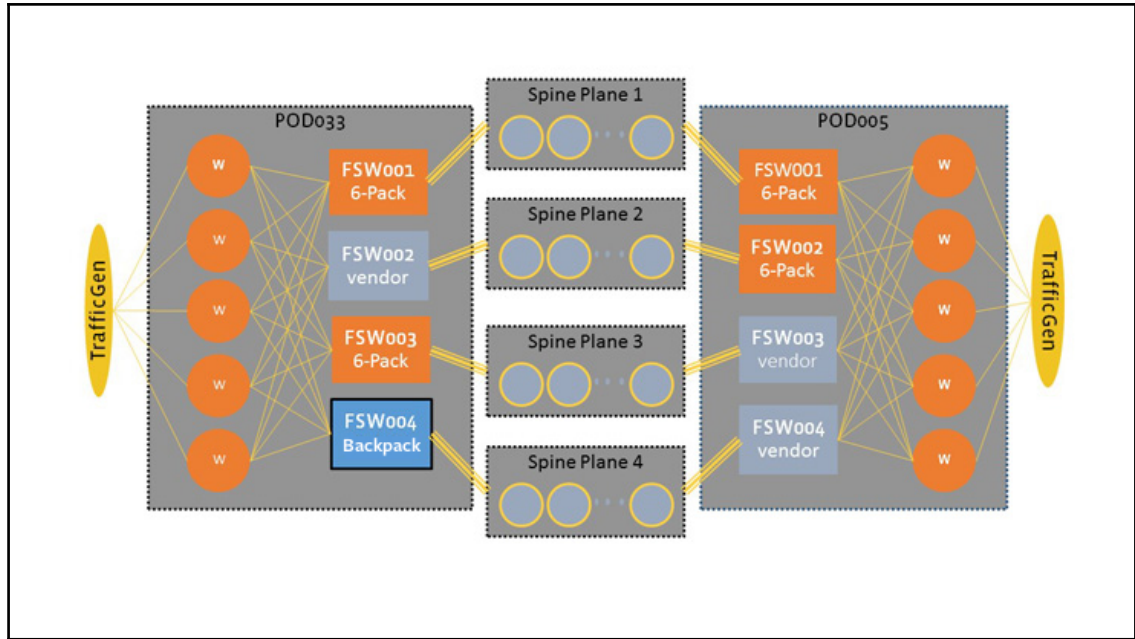 Spine Plane 1
POD033
POD005
W
W
W
W
W
FSW001
6-Pack
FSW002
vendor
FSW003
6-Pack
FSW004
Backpack
TrafficGen
Spine Plane 2
Spine Plane 3
Spine Plane 4
FSW001
6-Pack
FSW002
6-Pack
FSW003
vendor
FSW004
vendor
W
W
W
W
W
TrafficGen